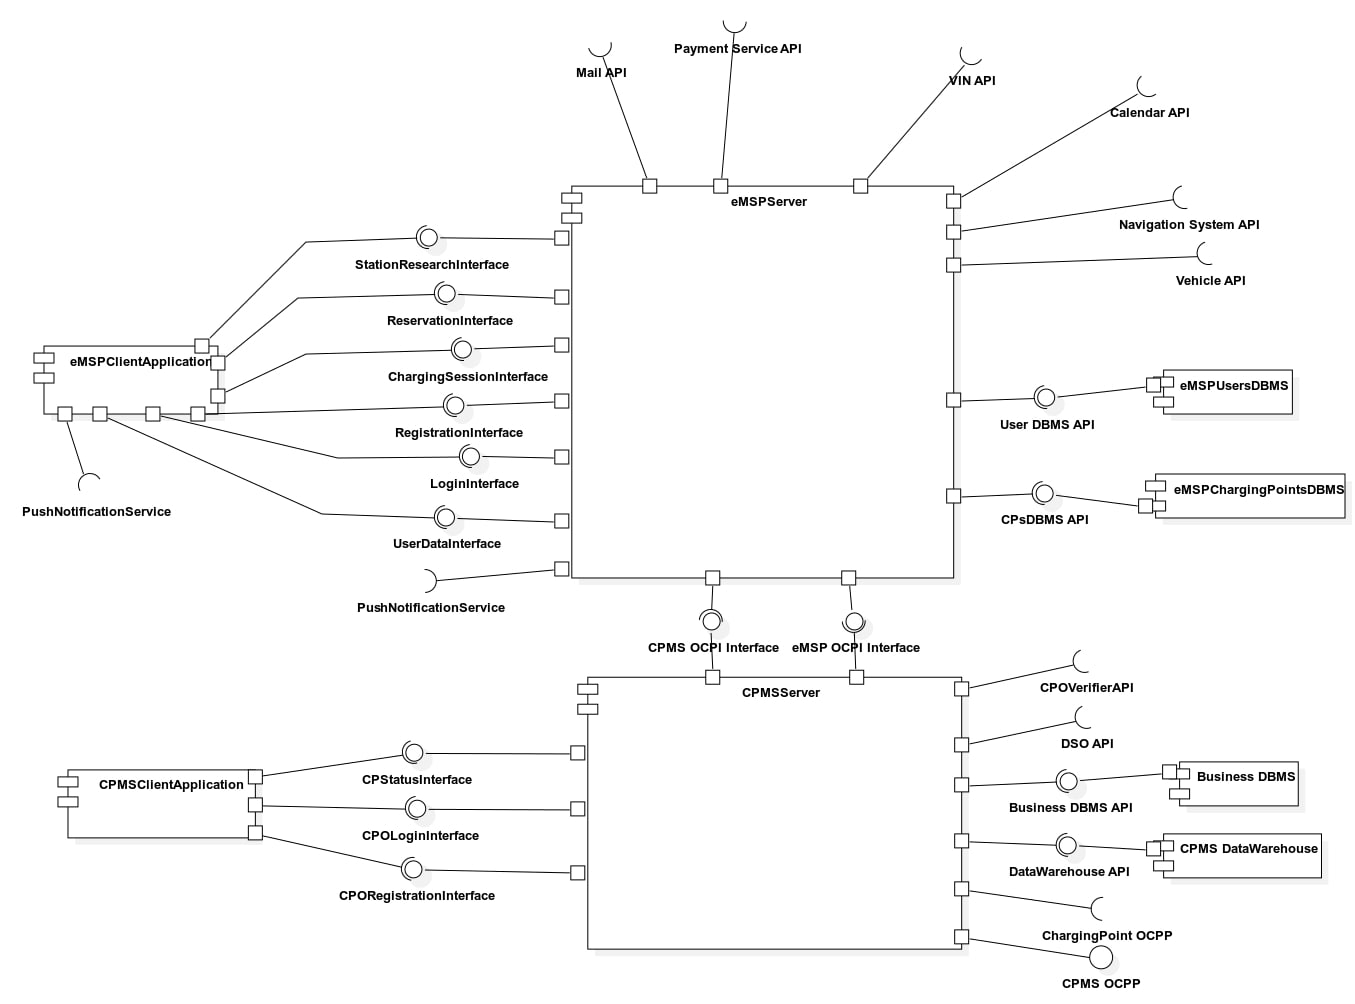 Payment Service API
Mail API
VIN API
Calendar API
eMSPServer
Navigation System API
StationResearchInterface
Vehicle API
ReservationInterface
eMSPClientApplication
ChargingSessionInterface
eMSPUsersDBMS
User DBMS API
RegistrationInterface
LoginInterface
eMSPChargingPointsDBMS
PushNotificationService
CPsDBMS API
UserDataInterface
PushNotificationService
CPMS OCPI Interface
eMSP OCPI Interface
CPMSServer
CPOVerifierAPI
DSO API
CPStatusInterface
CPMSClientApplication
Business DBMS
Business DBMS API
CPOLoginInterface
CPMS DataWarehouse
DataWarehouse API
CPORegistrationInterface
ChargingPoint OCPP
CPMS OCPP